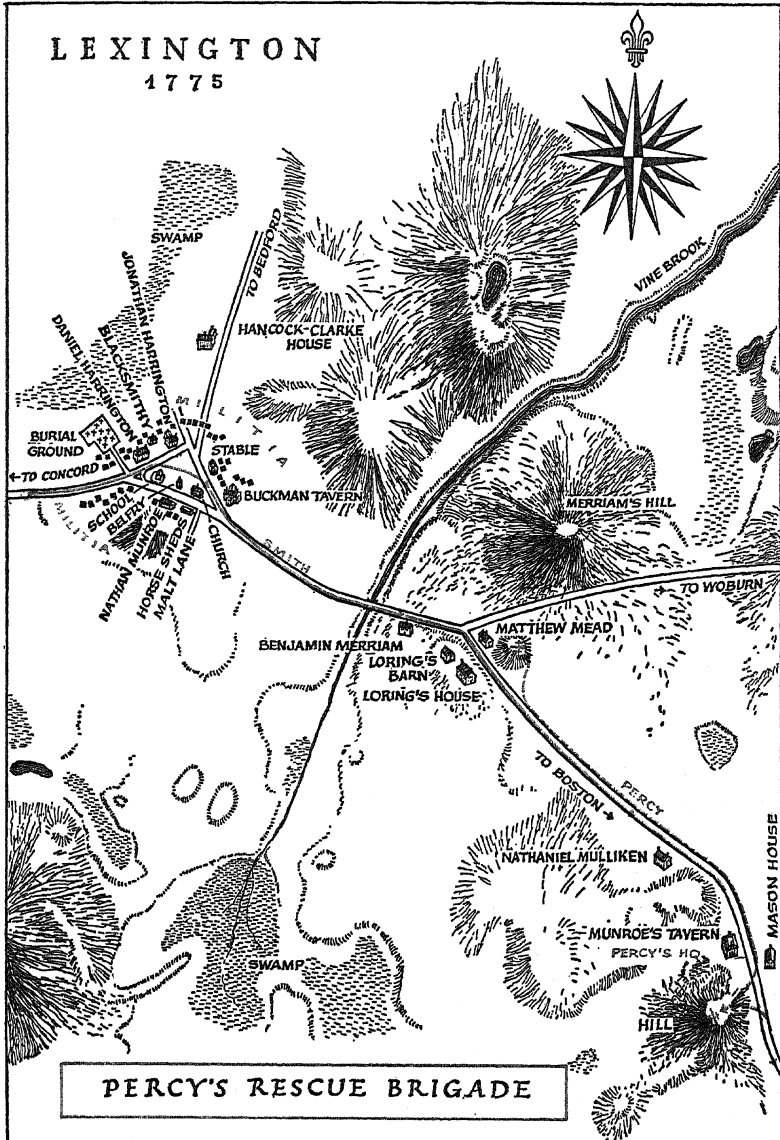 LEXINGTON
1775
SWAMP
TO BEDFORD
VINE BROOK
JONATHAN HARRINGTON
BLACKSMITHY
DANIEL HARRINGTON
HANCOCK-CLARKE
HOUSE
MILITIA
BURIAL
GROUND
STABLE
←TO CONCORD
BUCKMAN TAVERN
MERRIAM'S HILL
SCHOOL
BELFRY
MILITIA
NATHAN MUNROE
HORSE SHEDS
MALT LANE
CHURCH
SMITH
TO WOBURN
MATTHEW MEAD
BENJAMIN MERRIAM
LORING'S
BARN
LORING'S HOUSE
TO BOSTON→
PERCY
NATHANIEL MULLIKEN
MASON HOUSE
MUNROE'S TAVERN
PERCY'S HQ
SWAMP
HILL
PERCY'S RESCUE BRIGADE